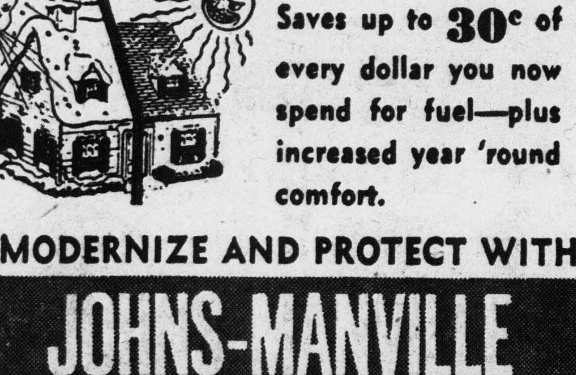 Saves up to 30c of
every dollar you now
spend for fuel—plus
increased year 'round
comfort.
MODERNIZE AND PROTECT WITH
JOHNS-MANVILLE